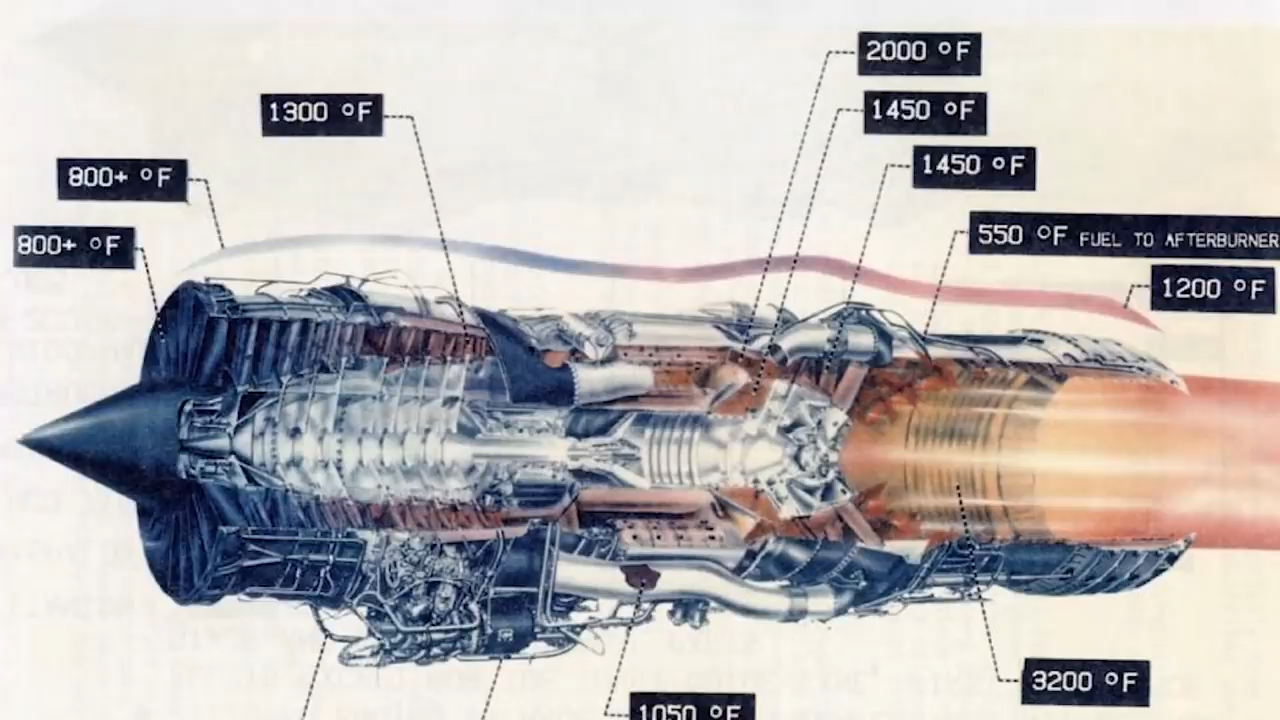 2000 °F
1300 °F
1450 °F
1450 °F
800+ °F
800+ °F
550 °F FUEL TO AFTERBURNER
1200 °F
3200 °F
1050 °F